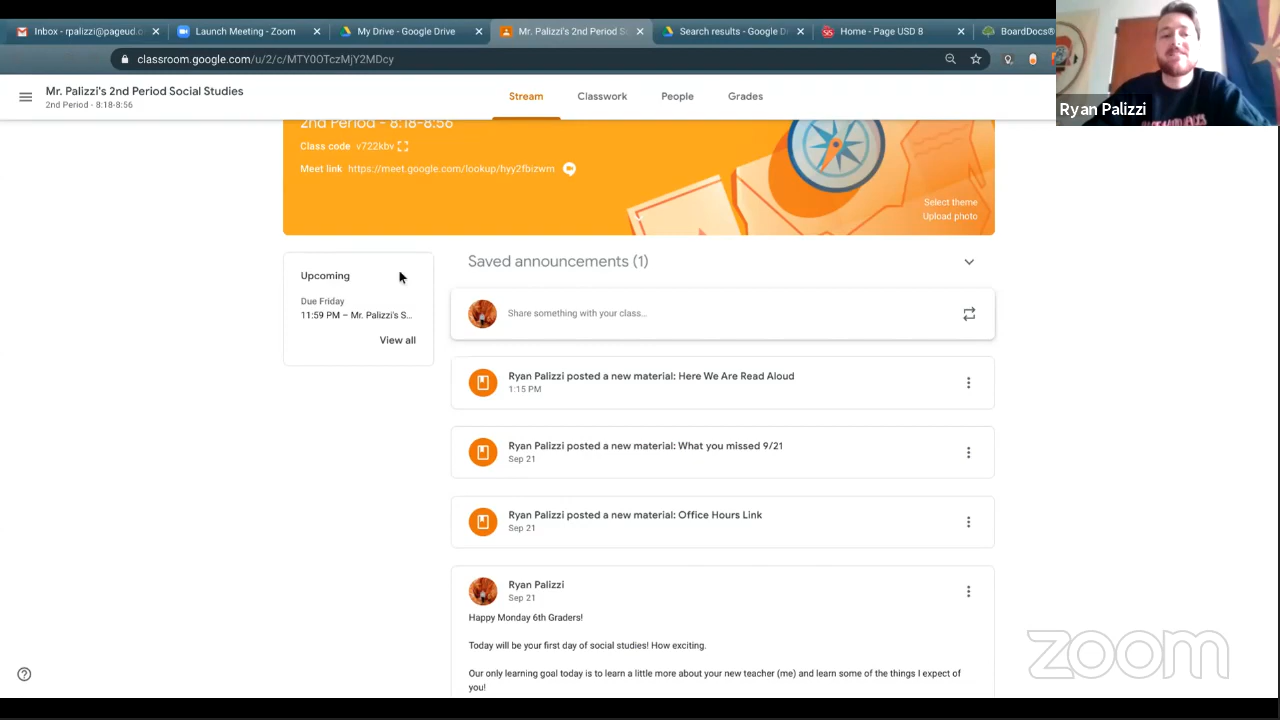 Inbox - rpalizzi@pageud.o
Launch Meeting - Zoom
My Drive - Google Drive
Mr. Palizzi's 2nd Period S
Search results - Google D
Home - Page USD 8
BoardDocs®
classroom.google.com/u/2/c/MTY0OTczMjY2MDcy
Ryan Palizzi
Mr. Palizzi's 2nd Period Social Studies
2nd Period - 8:18-8:56
Stream
Classwork
People
Grades
2nd Period - 8:18-8:56
Class code v722kbv
Meet link https://meet.google.com/lookup/hyy2fbizwm
Select theme
Upload photo
Upcoming
Due Friday
11:59 PM – Mr. Palizzi's S...
View all
Saved announcements (1)
Share something with your class...
Ryan Palizzi posted a new material: Here We Are Read Aloud
1:15 PM
Ryan Palizzi posted a new material: What you missed 9/21
Sep 21
Ryan Palizzi posted a new material: Office Hours Link
Sep 21
Ryan Palizzi
Sep 21
Happy Monday 6th Graders!
Today will be your first day of social studies! How exciting.
Our only learning goal today is to learn a little more about your new teacher (me) and learn some of the things I expect of
you!
zoom